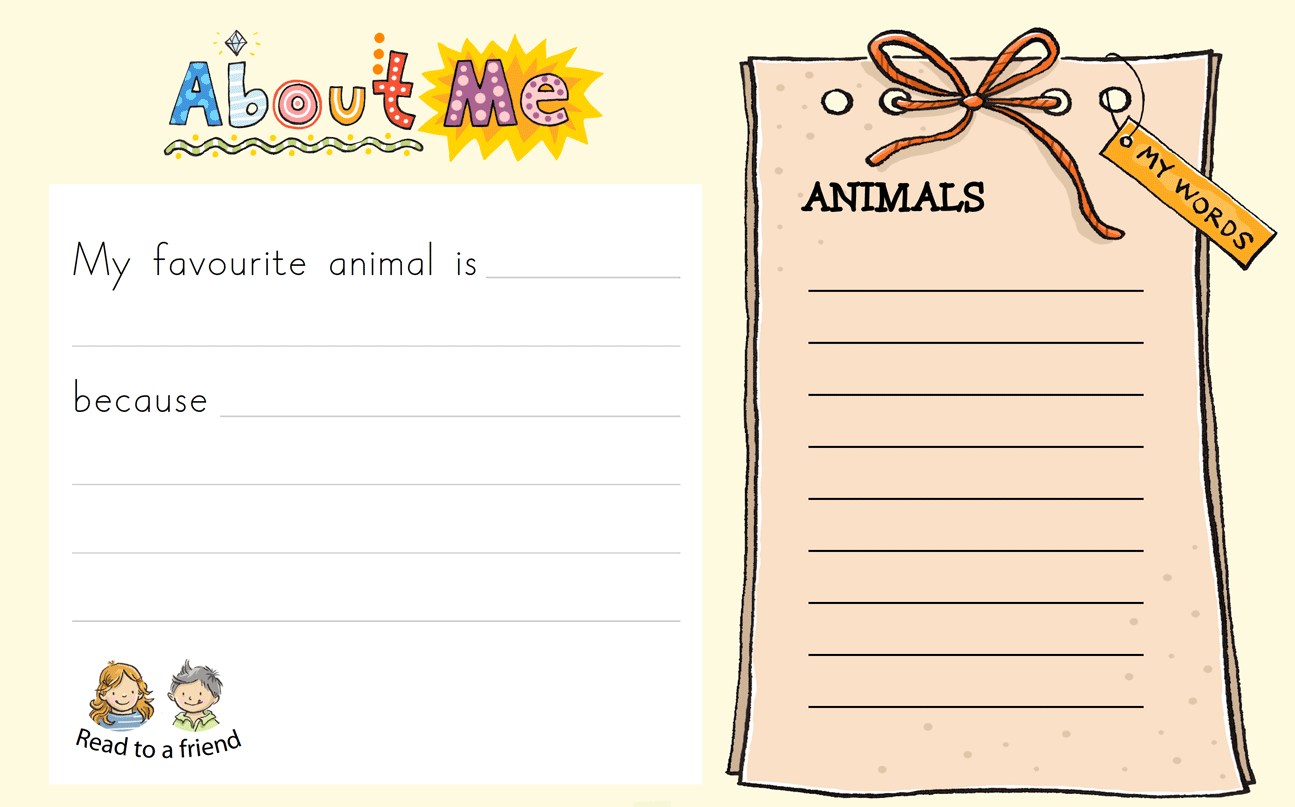 About Me
My favourite animal is
because
Read to a friend
MY WORDS
ANIMALS